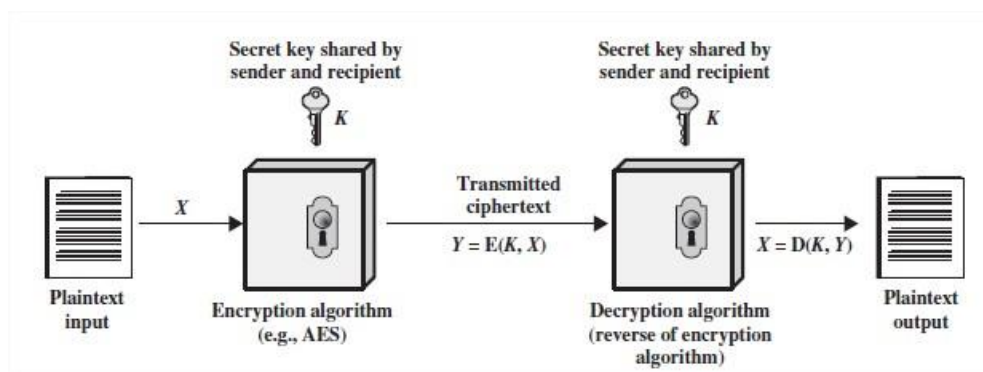 Secret key shared by
sender and recipient
K
Secret key shared by
sender and recipient
K
X
Transmitted
ciphertext
Y = E(K, X)
X = D(K, Y)
Plaintext
input
Encryption algorithm
(e.g., AES)
Decryption algorithm
(reverse of encryption
algorithm)
Plaintext
output